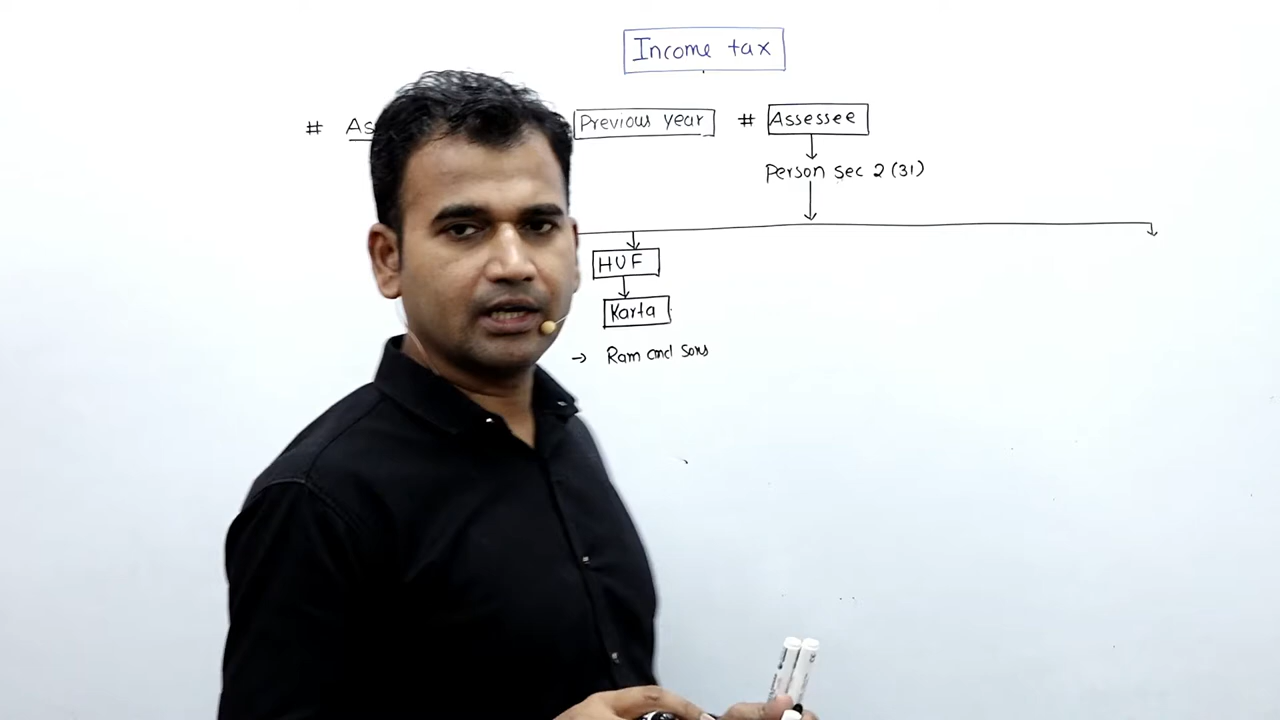 Income tax
# As
Previous year # Assessee
Person sec 2 (31)
HUF
Karta
→ Ram and Sons